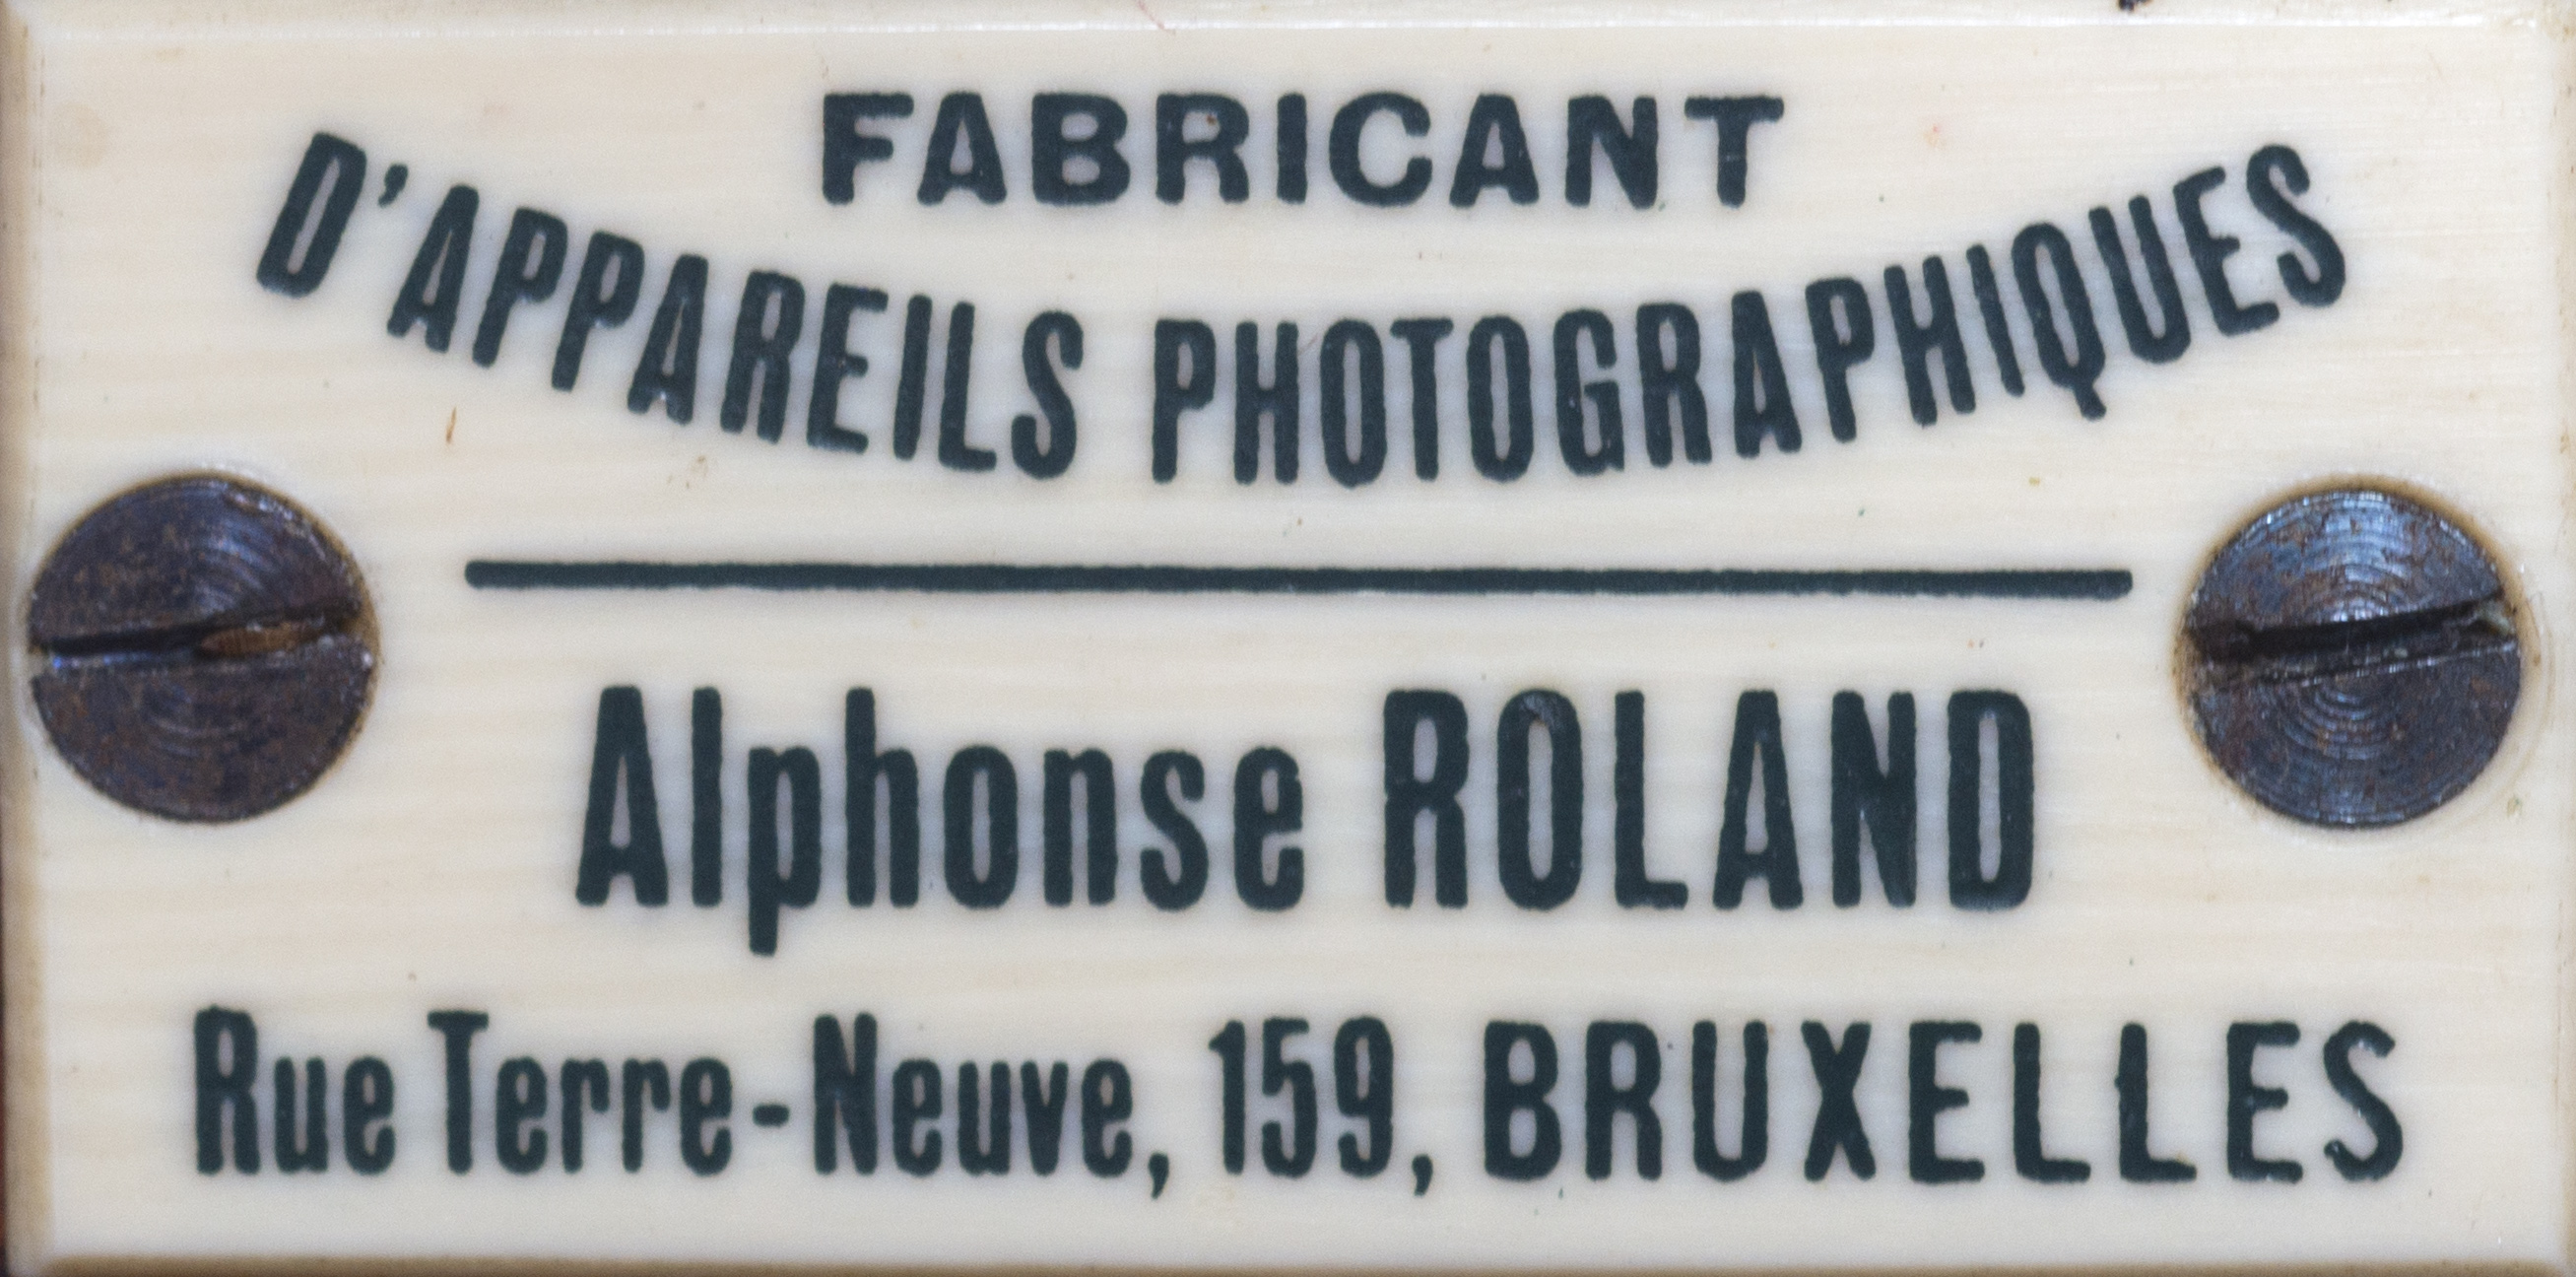 FABRICANT
D'APPAREILS PHOTOGRAPHIQUES
Alphonse ROLAND
Rue Terre-Neuve, 159, BRUXELLES